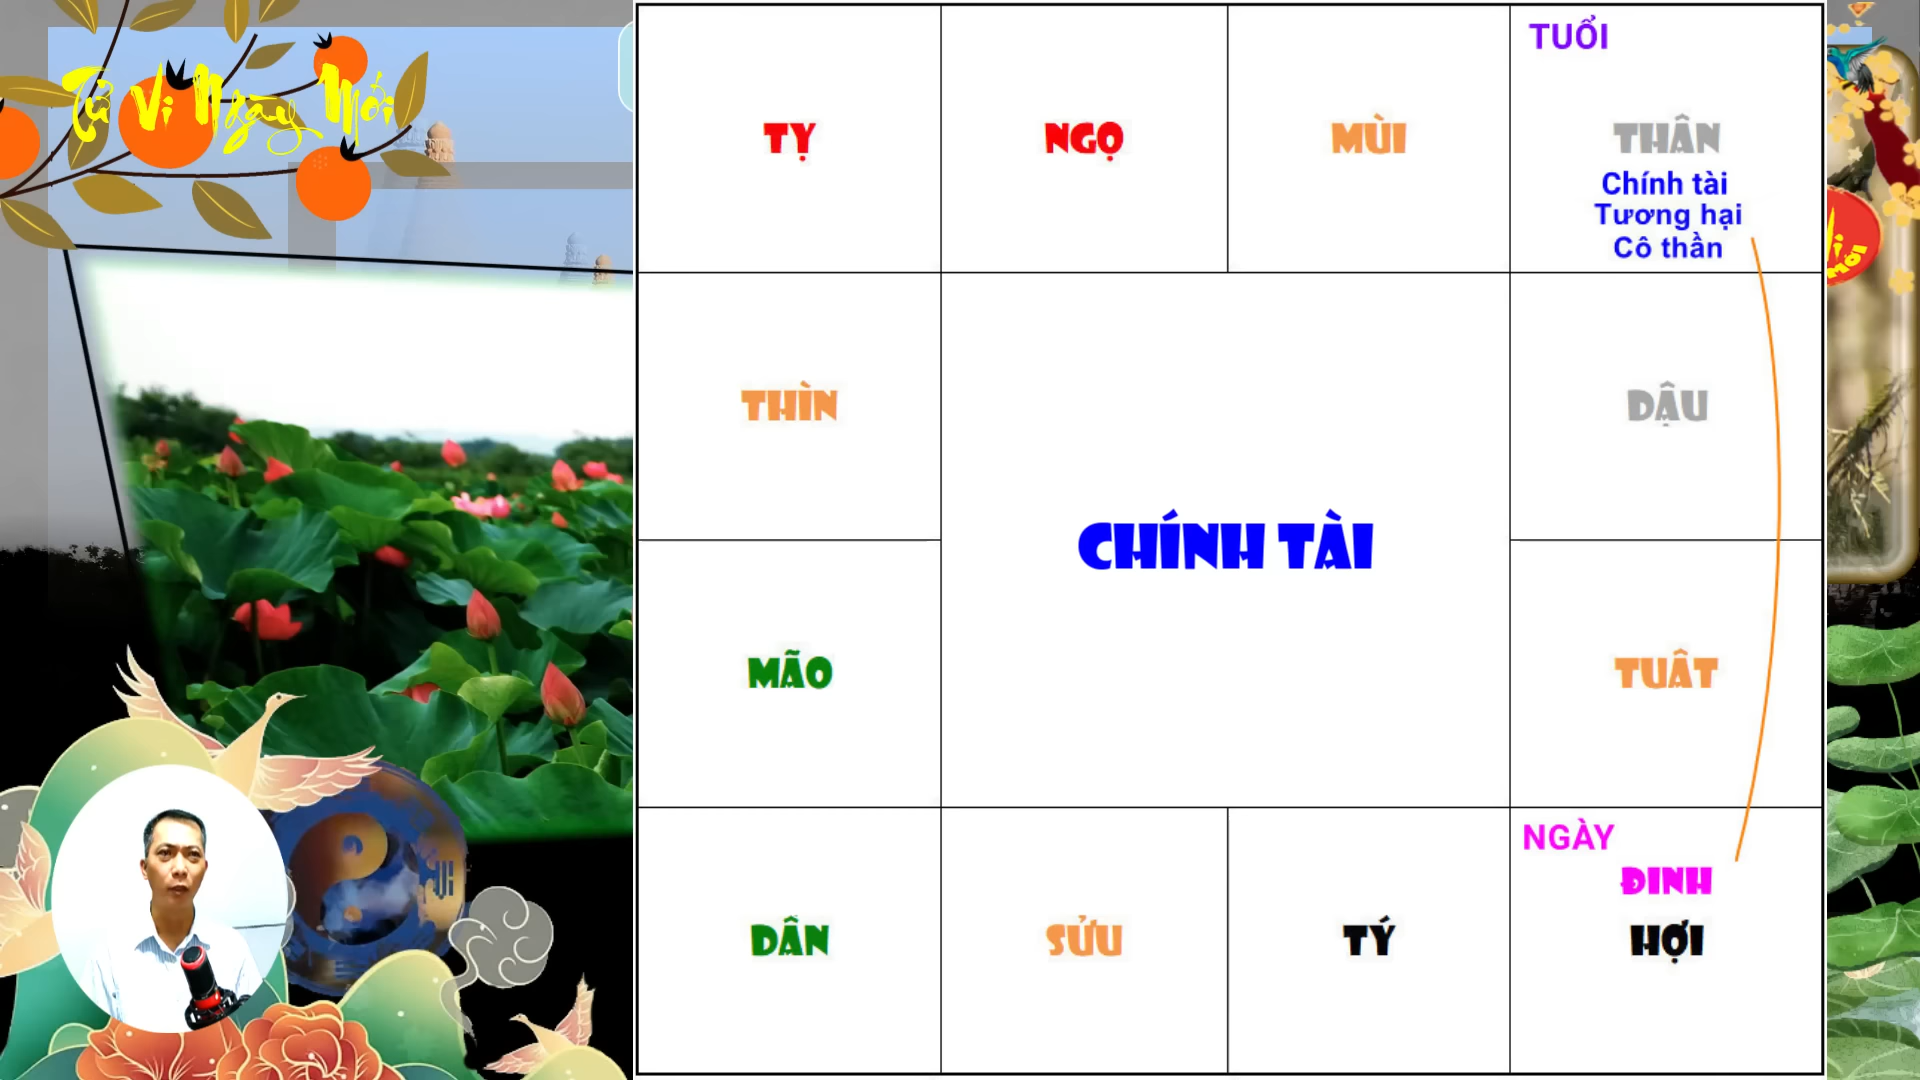 Tử Vi Ngày Mới
TUỔI
TỴ
NGỌ
MÙI
THÂN
Chính tài
Tương hại
Cô thần
THÌN
DẬU
CHÍNH TÀI
MÃO
TUẤT
NGÀY
ĐINH
DẦN
SỬU
TÝ
HỢI